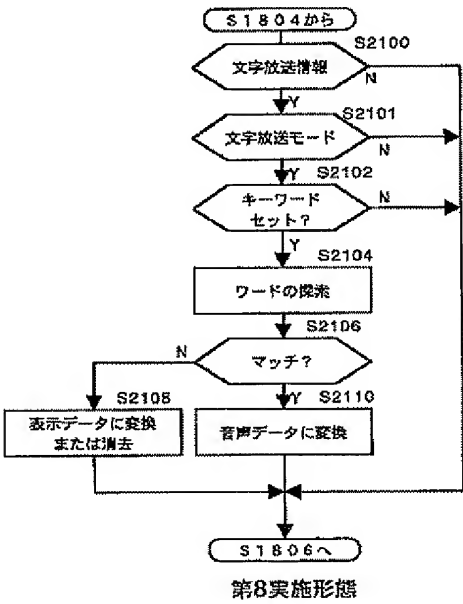 S1804から
S2100
文字放送情報
N
Y
S2101
文字放送モード
N
Y
S2102
キーワード
セット?
N
Y
S2104
ワードの探索
S2106
マッチ?
N
S2108
Y
S2110
表示データに変換
または消去
音声データに変換
S1806へ
第8実施形態